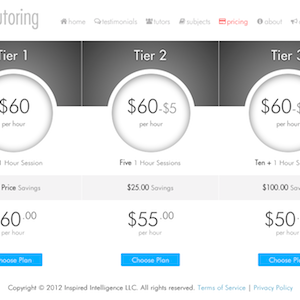 utoring
home testimonials tutors subjects pricing about
Tier 1 Tier 2 Tier 3
$60 $60-$5 $60-
per hour per hour per hour
1 Hour Session Five 1 Hour Sessions Ten + 1 Hour Sess
Price Savings $25.00 Savings $100.00 Sav
60.00 $55.00 $50.
per hour per hour per hour
Choose Plan Choose Plan Choose Plan
Copyright © 2012 Inspired Intelligence LLC. All rights reserved. Terms of Service | Privacy Policy